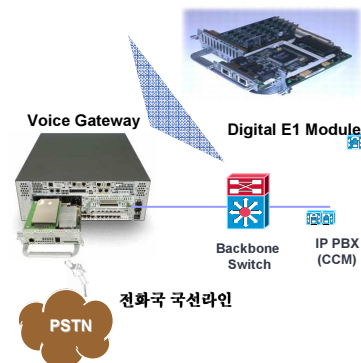 Voice Gateway
Digital E1 Module
Backbone
Switch
IP PBX
(CCM)
전화국 국선라인
PSTN